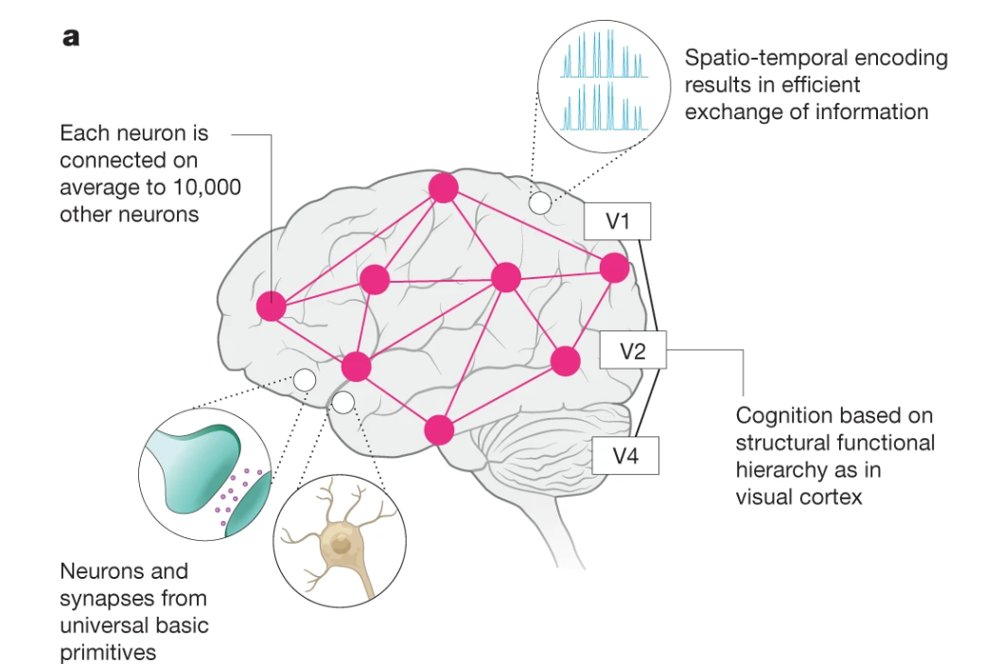 a
Spatio-temporal encoding
results in efficient
exchange of information
Each neuron is
connected on
average to 10,000
other neurons
V1
V2
V4
Cognition based on
structural functional
hierarchy as in
visual cortex
Neurons and
synapses from
universal basic
primitives